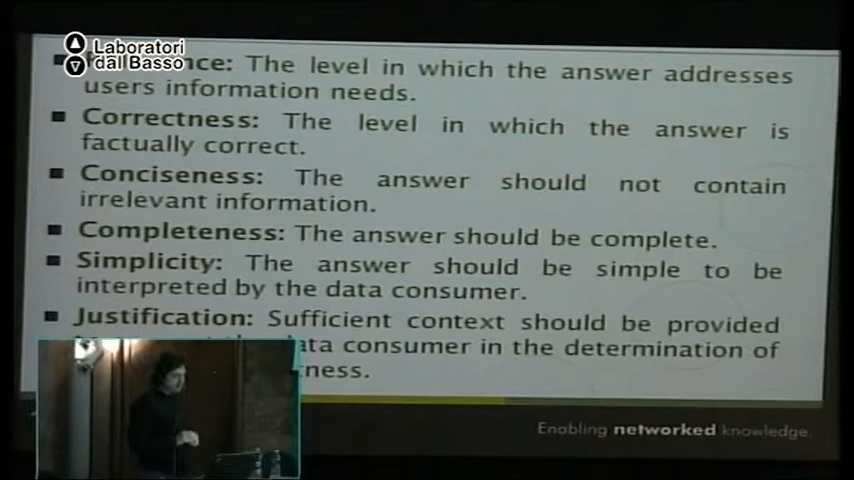 Laboratori
dal Basso
nce: The level in which the answer addresses
users information needs.
Correctness: The level in which the answer is
factually correct.
Conciseness: The answer should not contain
irrelevant information.
Completeness: The answer should be complete.
Simplicity: The answer should be simple to be
interpreted by the data consumer.
Justification: Sufficient context should be provided
data consumer in the determination of
tness.
Enabling networked knowledge.